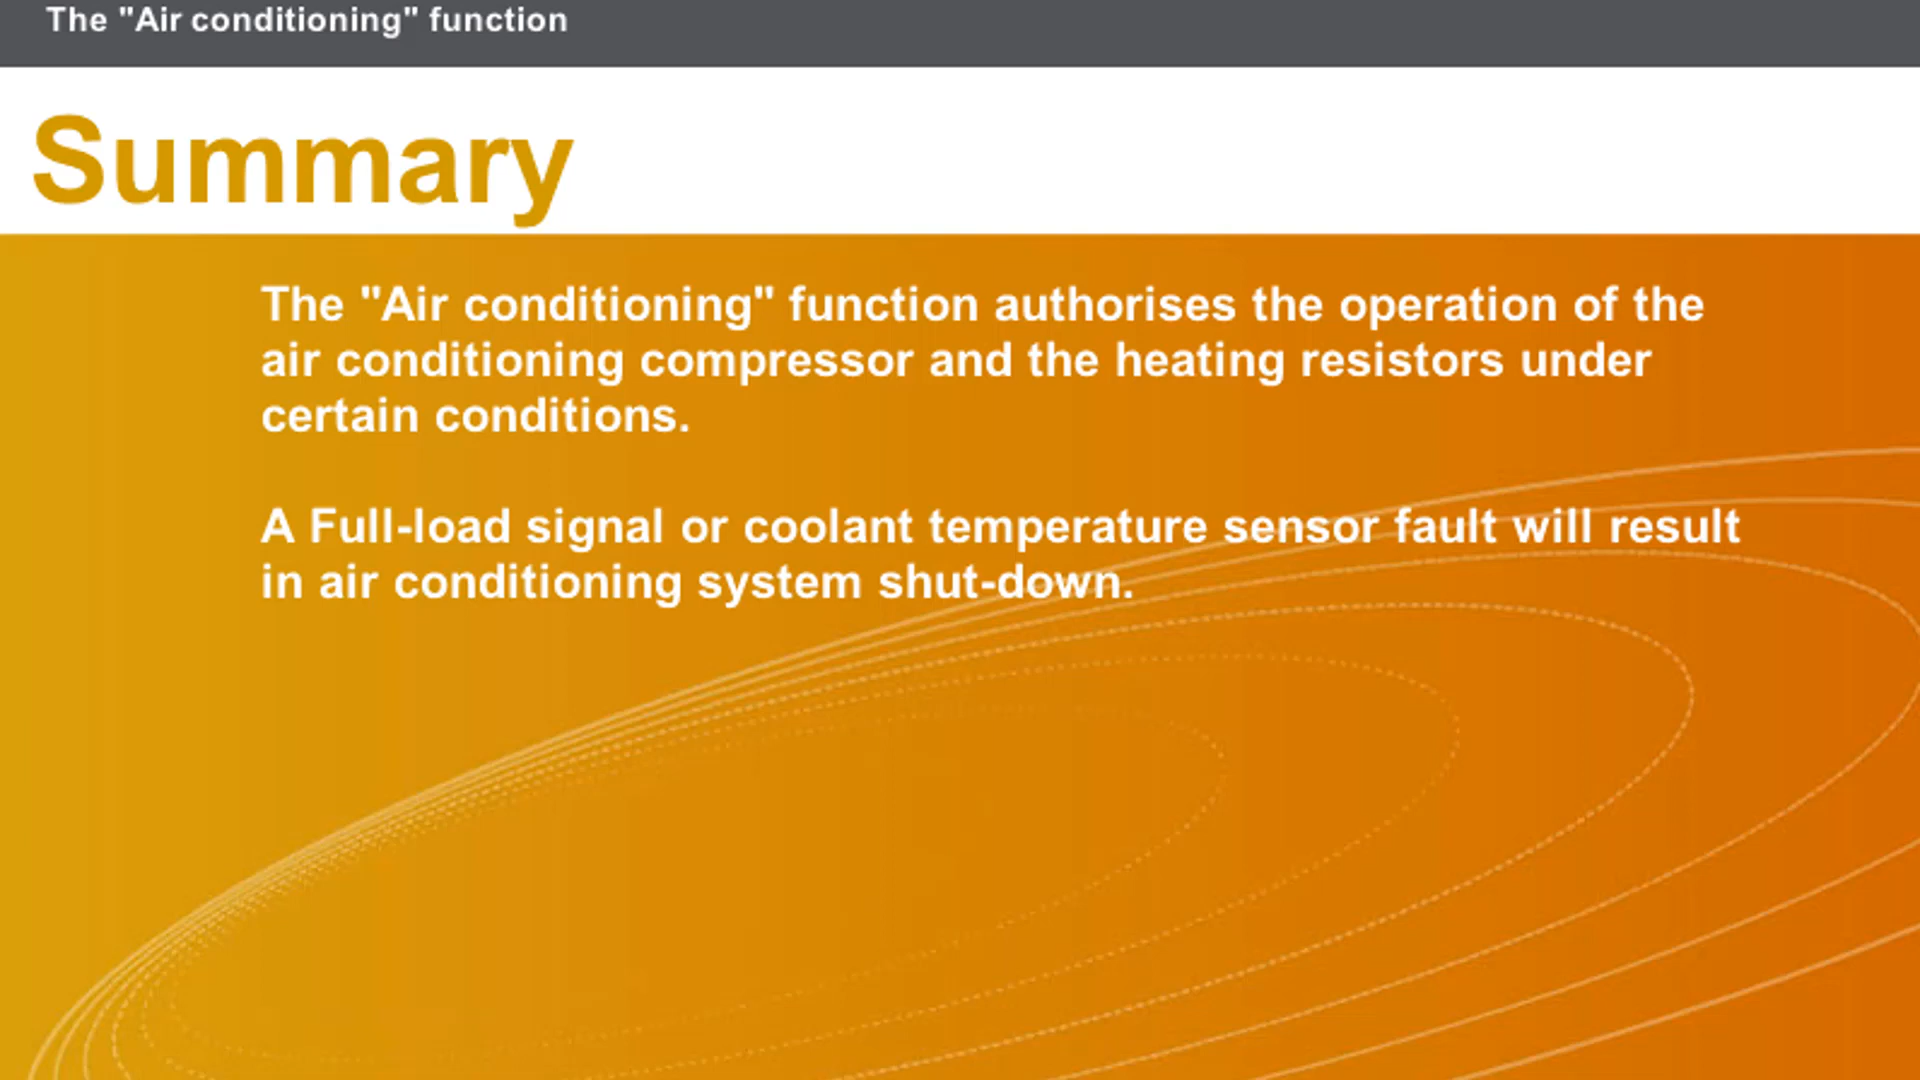 The "Air conditioning" function
Summary
The "Air conditioning" function authorises the operation of the
air conditioning compressor and the heating resistors under
certain conditions.
A Full-load signal or coolant temperature sensor fault will result
in air conditioning system shut-down.